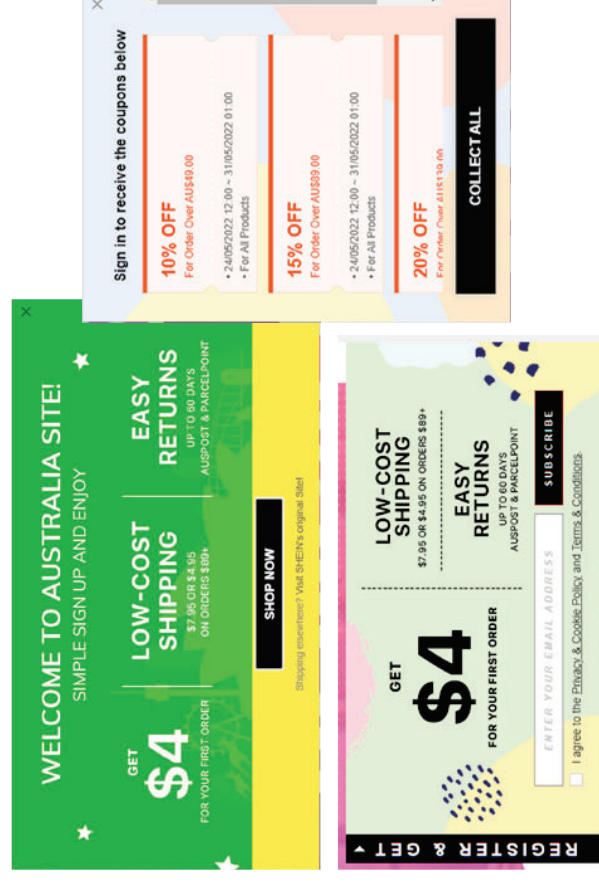 WELCOME TO AUSTRALIA SITE!
SIMPLE SIGN UP AND ENJOY
GET
$4
FOR YOUR FIRST ORDER
LOW-COST
SHIPPING
$7.95 OR $4.95
ON ORDERS $89+
EASY
RETURNS
UP TO 60 DAYS
AUSPOST & PARCELPOINT
SHOP NOW
Shipping elsewhere? Visit SHEIN's original Site!
Sign in to receive the coupons below
10% OFF
For Order Over AU$49.00
• 24/05/2022 12:00 ~ 31/05/2022 01:00
• For All Products
15% OFF
For Order Over AU$89.00
• 24/05/2022 12:00 ~ 31/05/2022 01:00
• For All Products
20% OFF
For Order Over AU$139.00
COLLECT ALL
REGISTER & GET
GET
$4
FOR YOUR FIRST ORDER
LOW-COST
SHIPPING
$7.95 OR $4.95 ON ORDERS $89+
EASY
RETURNS
UP TO 60 DAYS
AUSPOST & PARCELPOINT
ENTER YOUR EMAIL ADDRESS
SUBSCRIBE
I agree to the Privacy & Cookie Policy and Terms & Conditions.